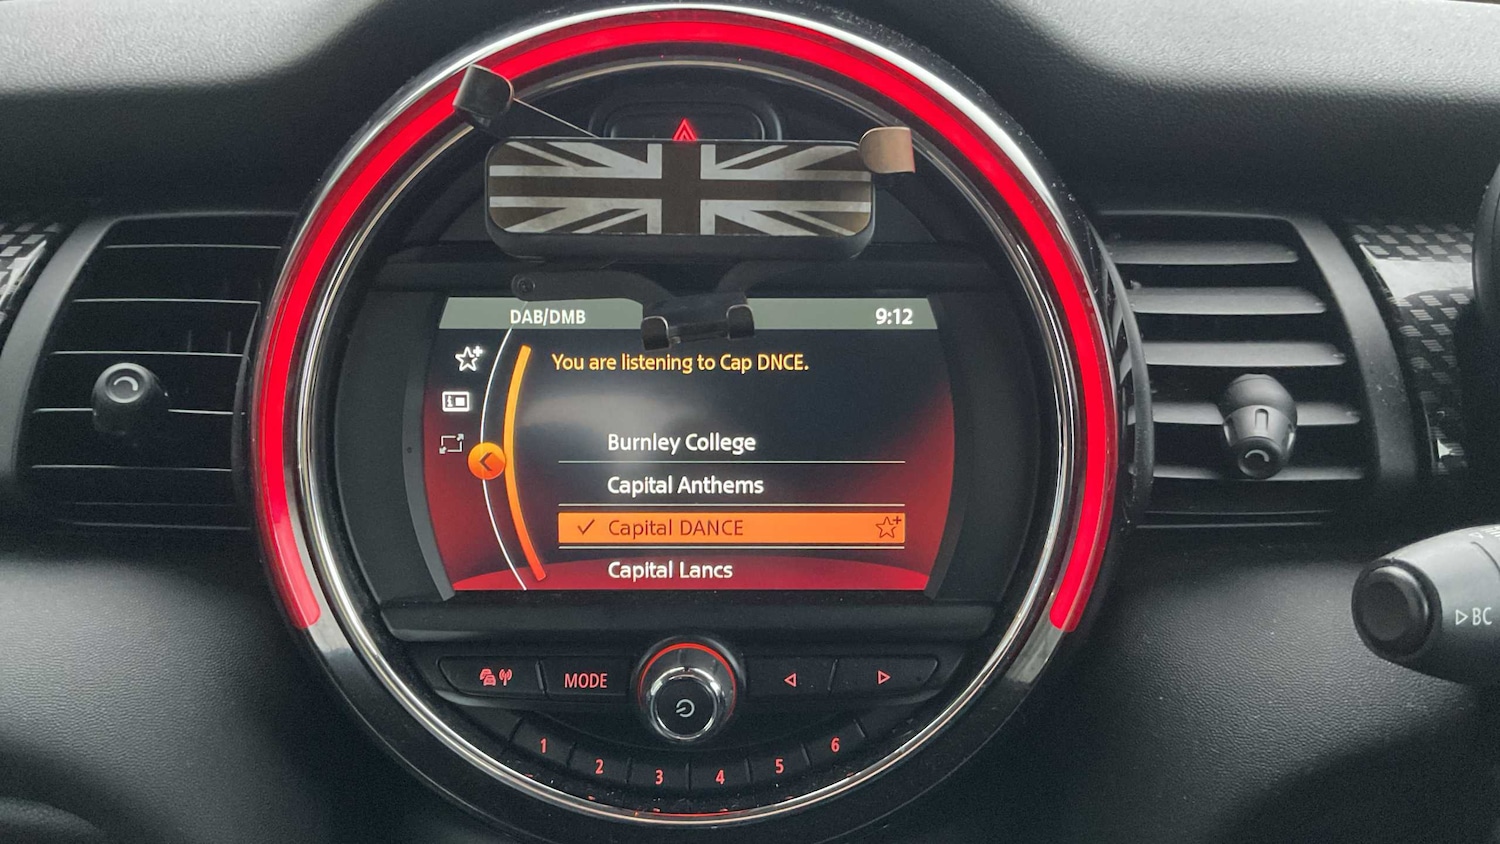 DAB/DMB 9:12
You are listening to Cap DNCE.
Burnley College
Capital Anthems
Capital DANCE
Capital Lancs
MODE
1 2 3 4 5 6
BC